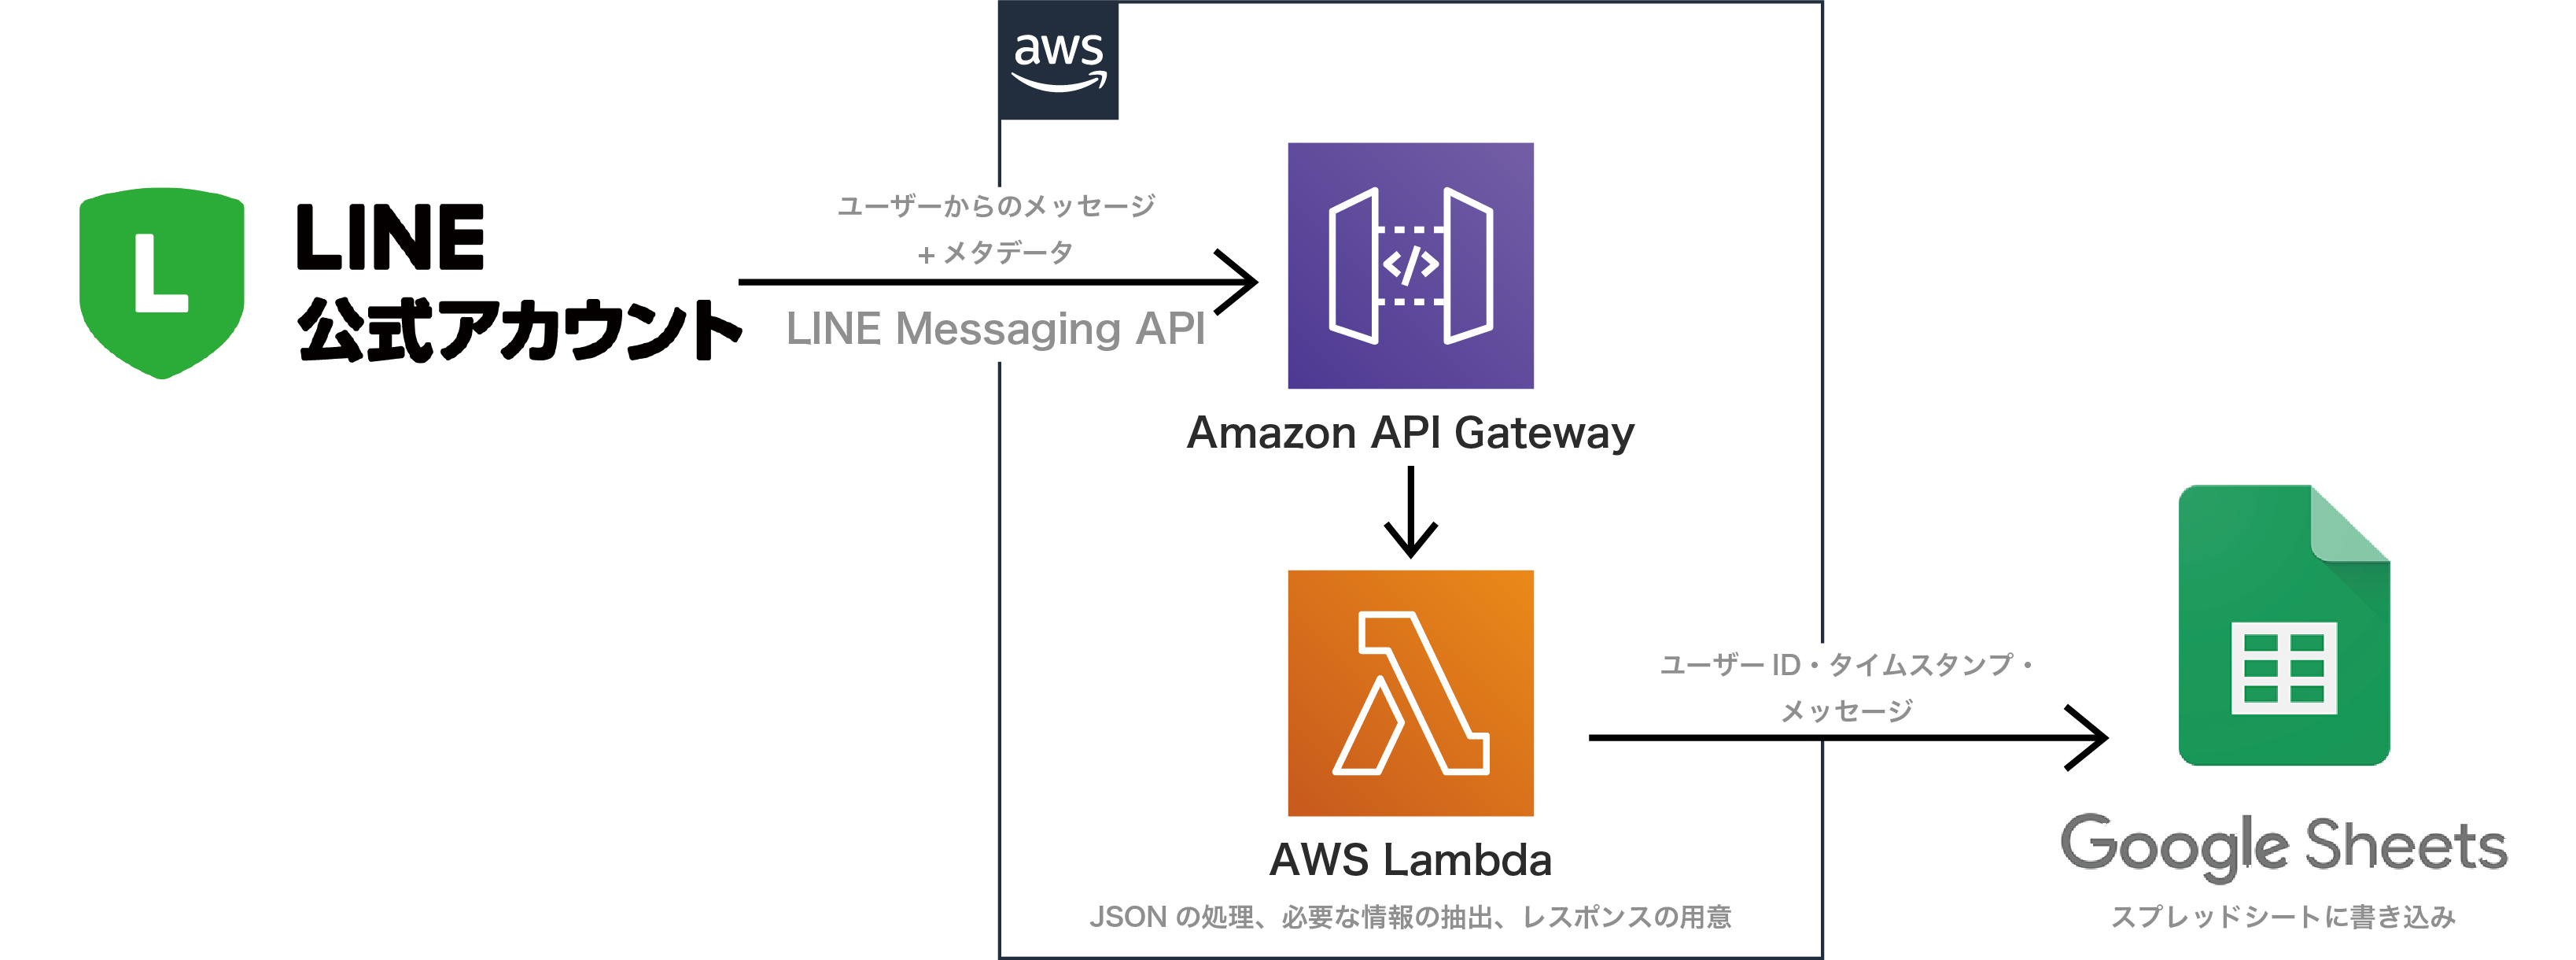 aws
L
LINE
公式アカウント
ユーザーからのメッセージ
+ メタデータ
LINE Messaging API
</>
Amazon API Gateway
AWS Lambda
JSON の処理、必要な情報の抽出、レスポンスの用意
ユーザー ID・タイムスタンプ・
メッセージ
Google Sheets
スプレッドシートに書き込み